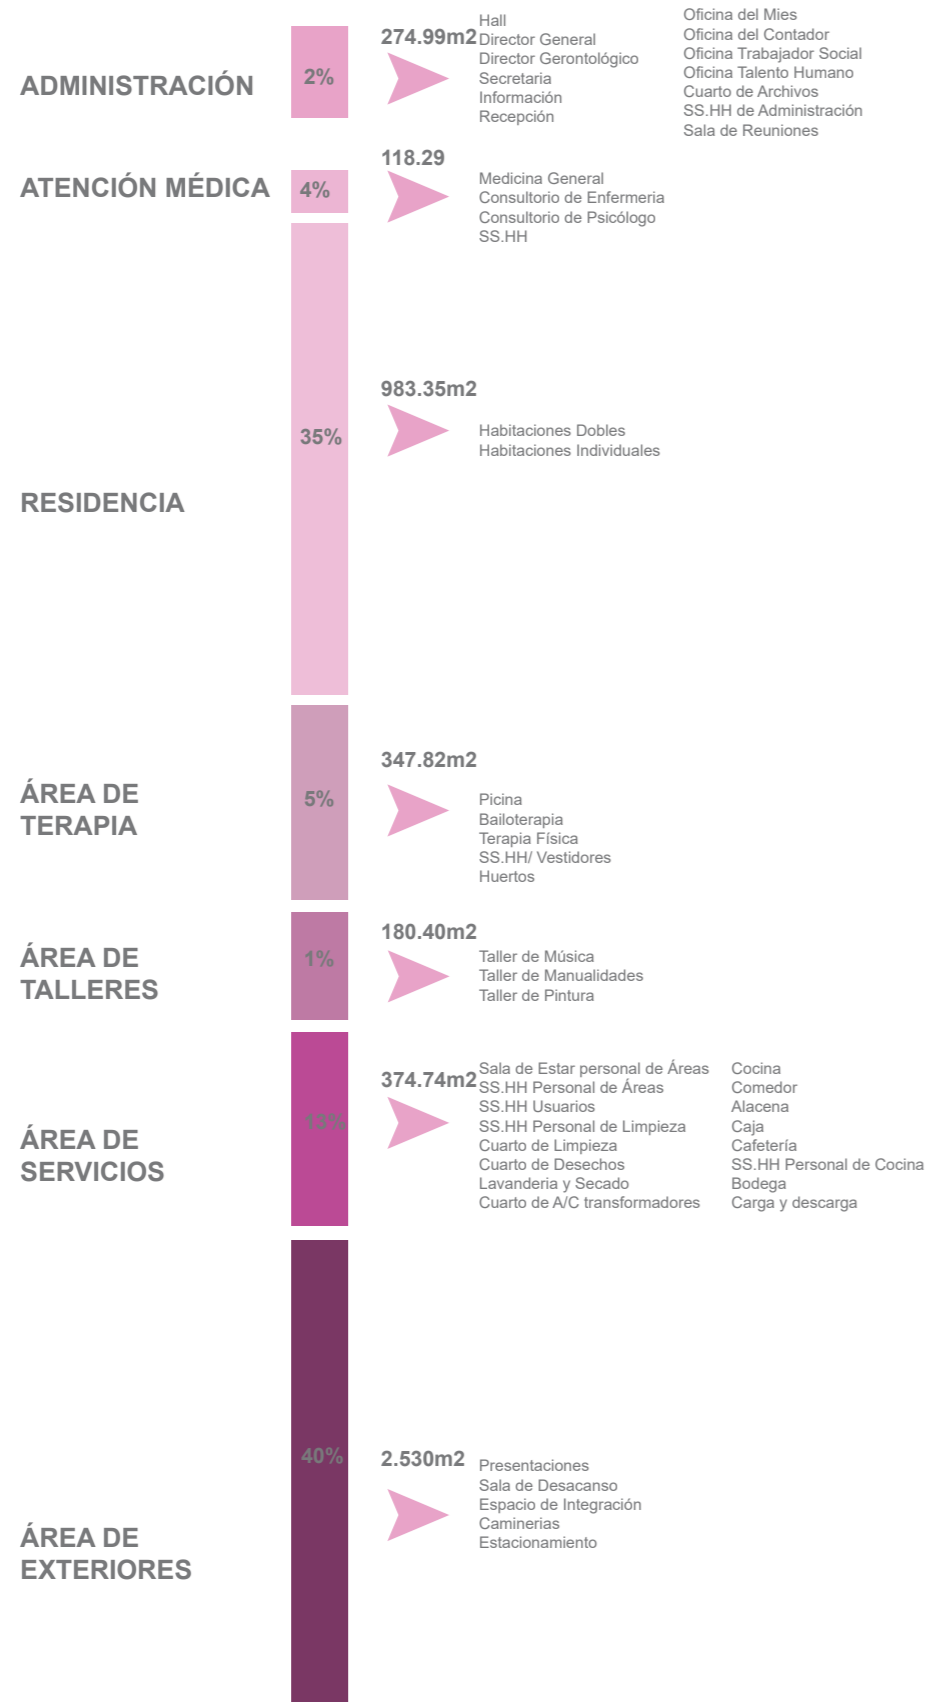 ADMINISTRACIÓN
2%
274.99m2
Hall
Director General
Director Gerontológico
Secretaria
Información
Recepción
Oficina del Mies
Oficina del Contador
Oficina Trabajador Social
Oficina Talento Humano
Cuarto de Archivos
SS.HH de Administración
Sala de Reuniones
ATENCIÓN MÉDICA
4%
118.29
Medicina General
Consultorio de Enfermeria
Consultorio de Psicólogo
SS.HH
RESIDENCIA
35%
983.35m2
Habitaciones Dobles
Habitaciones Individuales
ÁREA DE
TERAPIA
5%
347.82m2
Picina
Bailoterapia
Terapia Física
SS.HH/ Vestidores
Huertos
ÁREA DE
TALLERES
1%
180.40m2
Taller de Música
Taller de Manualidades
Taller de Pintura
ÁREA DE
SERVICIOS
13%
374.74m2
Sala de Estar personal de Áreas
SS.HH Personal de Áreas
SS.HH Usuarios
SS.HH Personal de Limpieza
Cuarto de Limpieza
Cuarto de Desechos
Lavanderia y Secado
Cuarto de A/C transformadores
Cocina
Comedor
Alacena
Caja
Cafetería
SS.HH Personal de Cocina
Bodega
Carga y descarga
ÁREA DE
EXTERIORES
40%
2.530m2
Presentaciones
Sala de Desacanso
Espacio de Integración
Caminerias
Estacionamiento